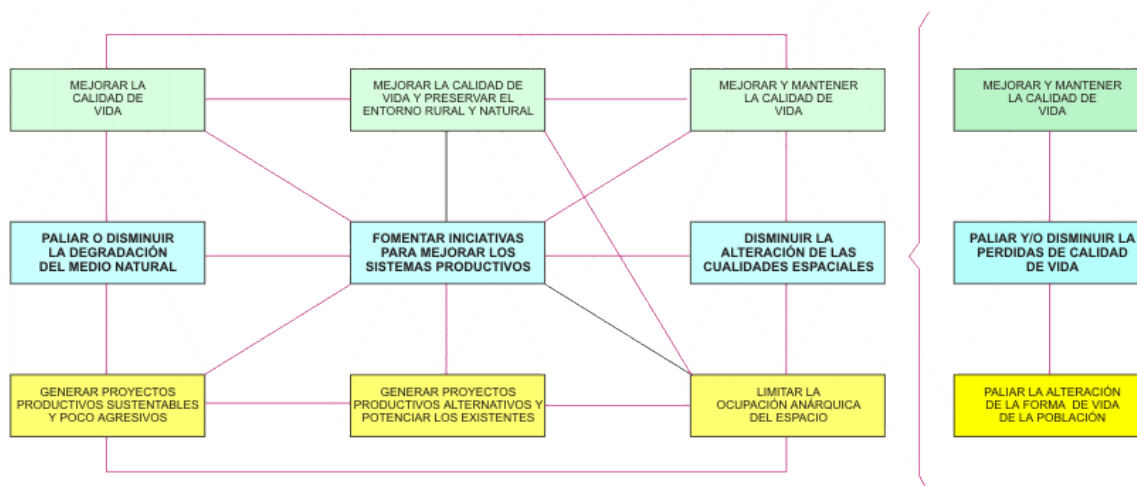 MEJORAR LA
CALIDAD DE
VIDA
MEJORAR LA CALIDAD DE
VIDA Y PRESERVAR EL
ENTORNO RURAL Y NATURAL
MEJORAR Y MANTENER
LA CALIDAD DE
VIDA
MEJORAR Y MANTENER
LA CALIDAD DE
VIDA
PALIAR O DISMINUIR
LA DEGRADACIÓN
DEL MEDIO NATURAL
FOMENTAR INICIATIVAS
PARA MEJORAR LOS
SISTEMAS PRODUCTIVOS
DISMINUIR LA
ALTERACIÓN DE LAS
CUALIDADES ESPACIALES
PALIAR Y/O DISMINUIR LA
PERDIDAS DE CALIDAD
DE VIDA
GENERAR PROYECTOS
PRODUCTIVOS SUSTENTABLES
Y POCO AGRESIVOS
GENERAR PROYECTOS
PRODUCTIVOS ALTERNATIVOS Y
POTENCIAR LOS EXISTENTES
LIMITAR LA
OCUPACIÓN ANÁRQUICA
DEL ESPACIO
PALIAR LA ALTERACIÓN
DE LA FORMA DE VIDA
DE LA POBLACIÓN